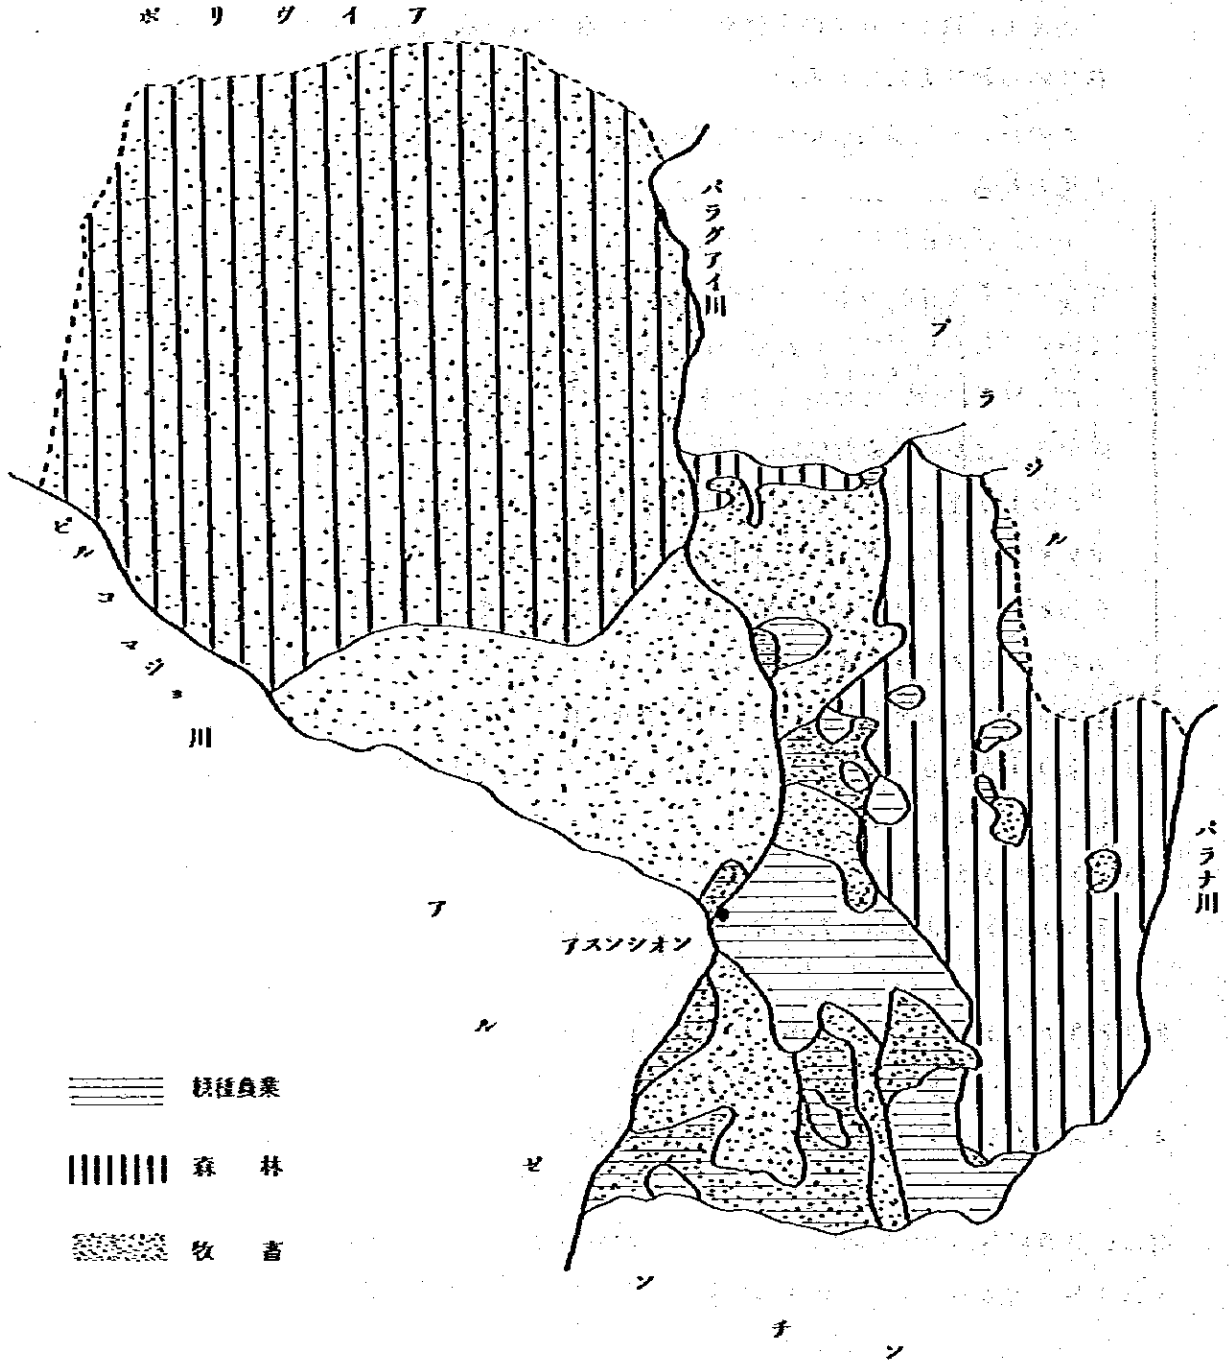 ボリヴイア
パラグアイ川
ブラジル
ピルコマジョ川
パラナ川
アスンシオン
アルゼンチン
農業
森林
牧畜